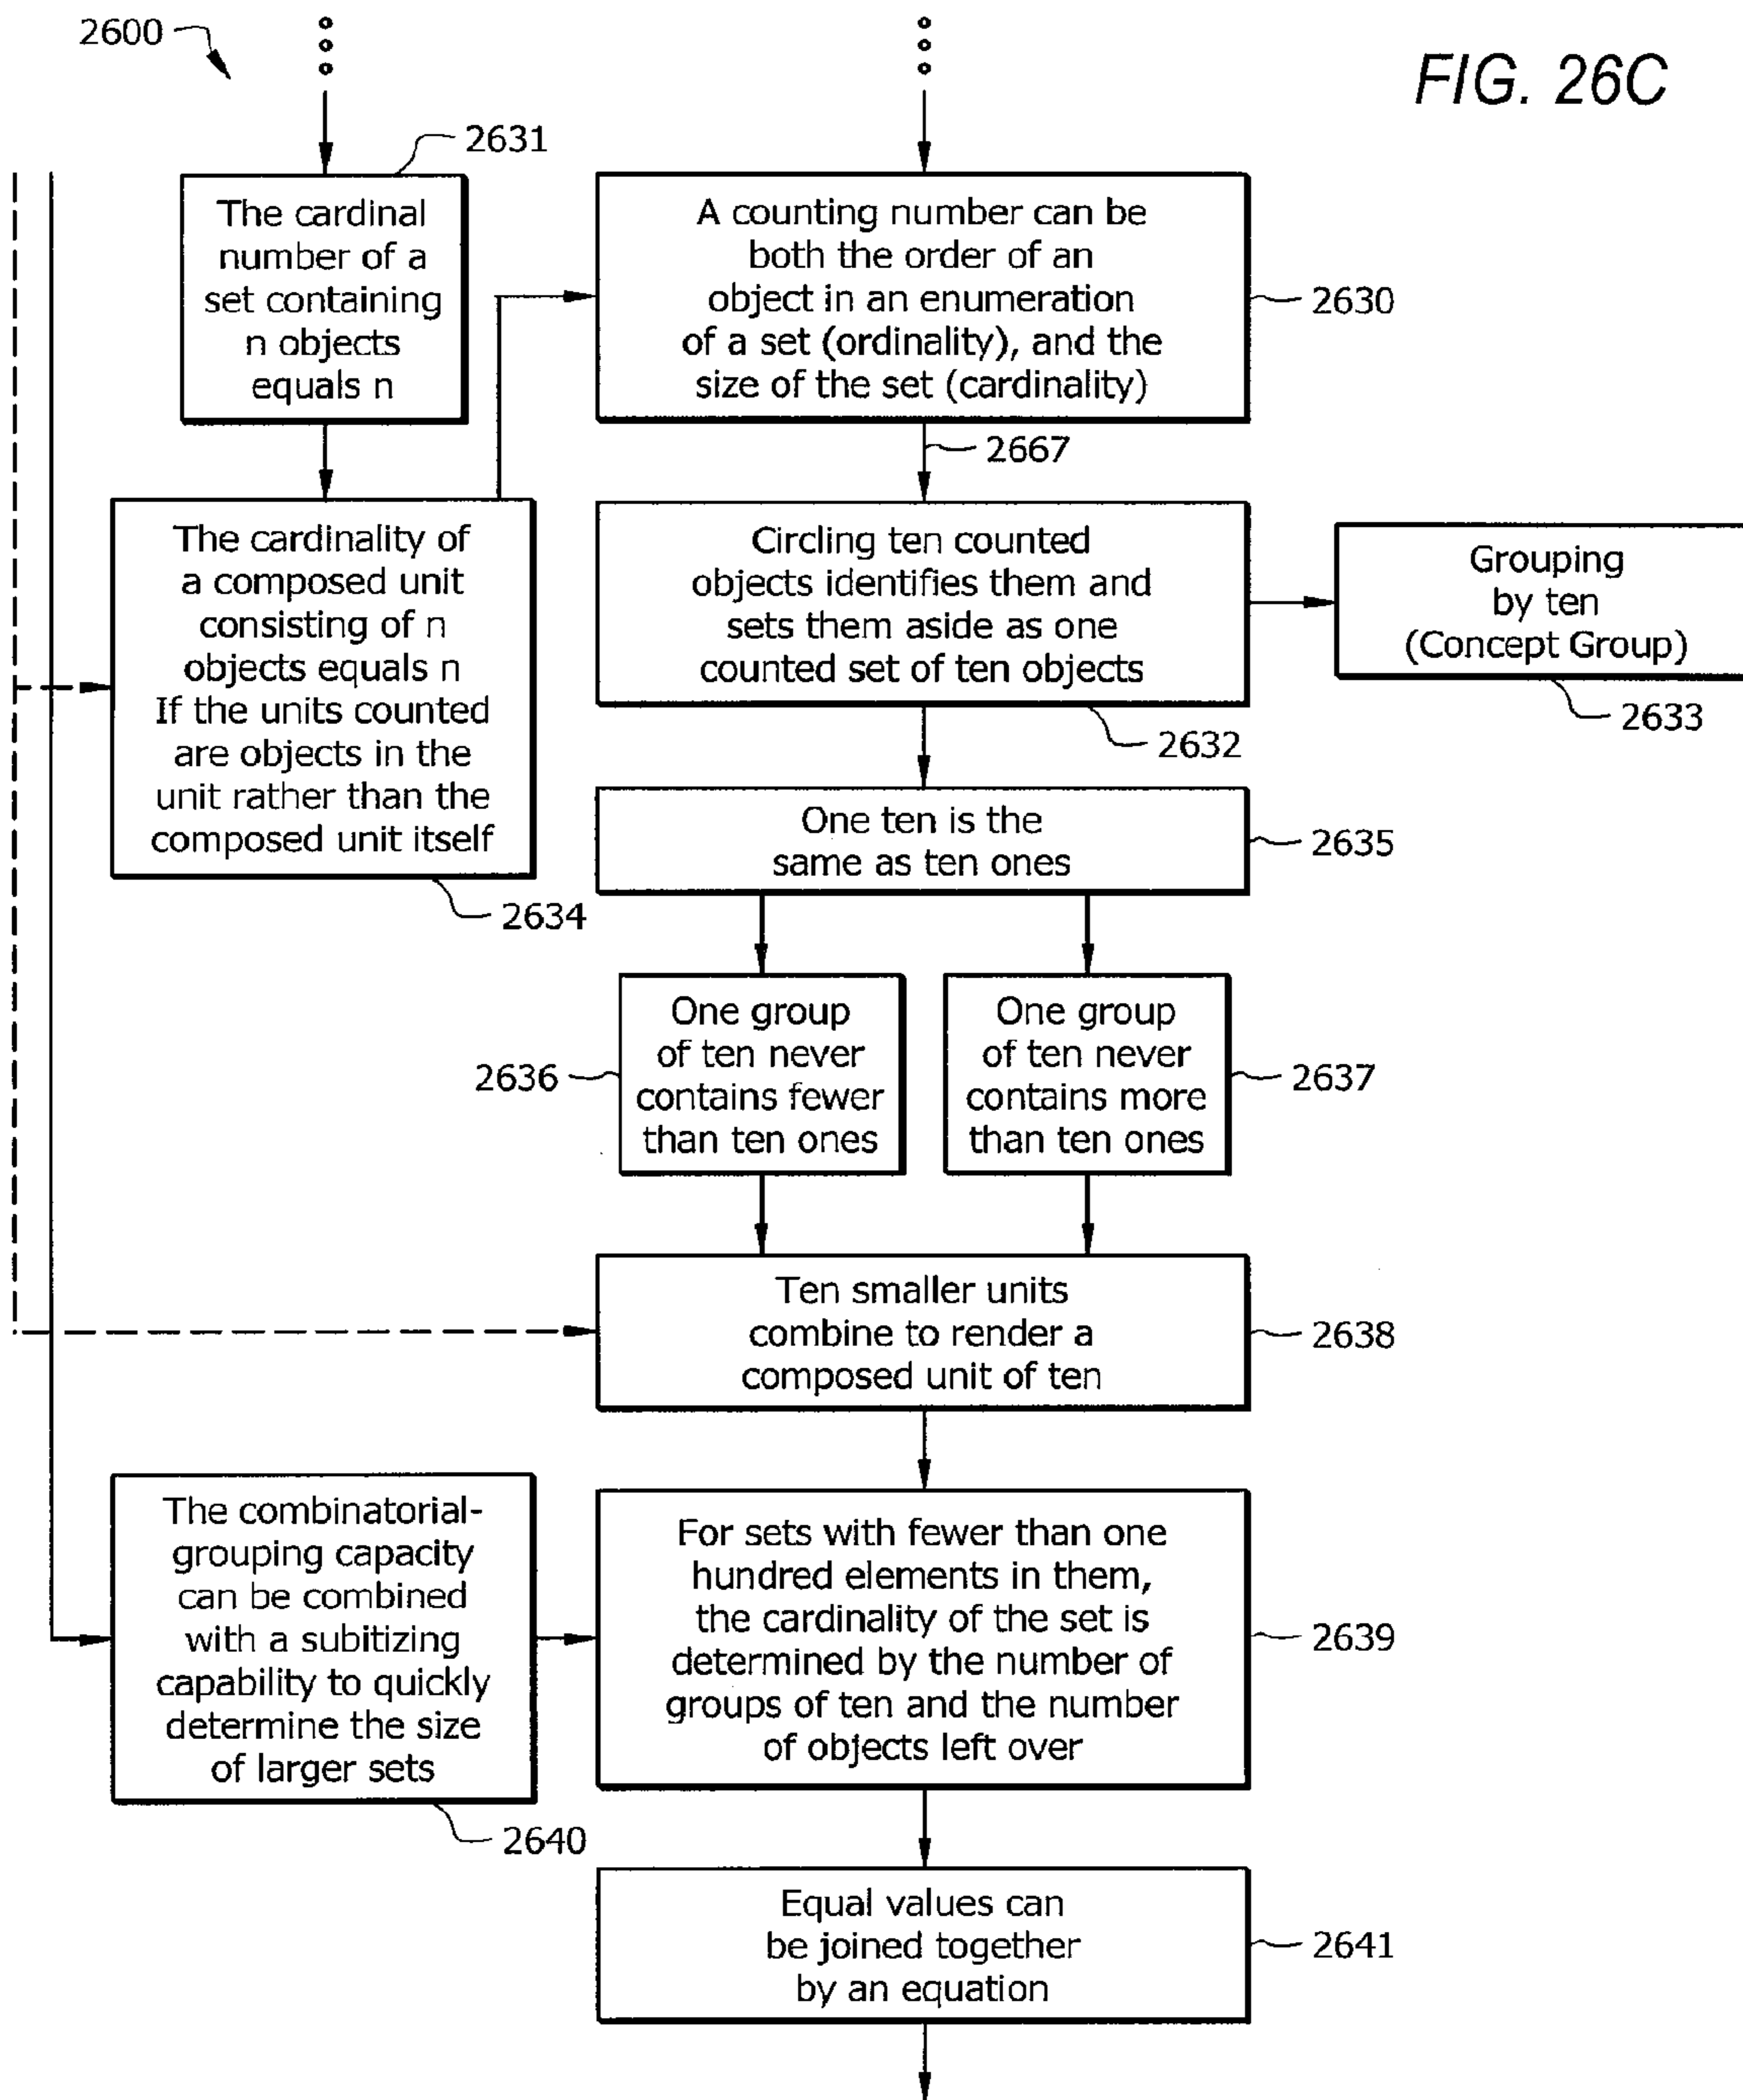 2600
FIG. 26C
2631
The cardinal
number of a
set containing
n objects
equals n
A counting number can be
both the order of an
object in an enumeration
of a set (ordinality), and the
size of the set (cardinality)
2630
2667
The cardinality of
a composed unit
consisting of n
objects equals n
If the units counted
are objects in the
unit rather than the
composed unit itself
2634
Circling ten counted
objects identifies them and
sets them aside as one
counted set of ten objects
2632
Grouping
by ten
(Concept Group)
2633
One ten is the
same as ten ones
2635
One group
of ten never
contains fewer
than ten ones
2636
One group
of ten never
contains more
than ten ones
2637
Ten smaller units
combine to render a
composed unit of ten
2638
The combinatorial-
grouping capacity
can be combined
with a subitizing
capability to quickly
determine the size
of larger sets
2640
For sets with fewer than one
hundred elements in them,
the cardinality of the set is
determined by the number of
groups of ten and the number
of objects left over
2639
Equal values can
be joined together
by an equation
2641